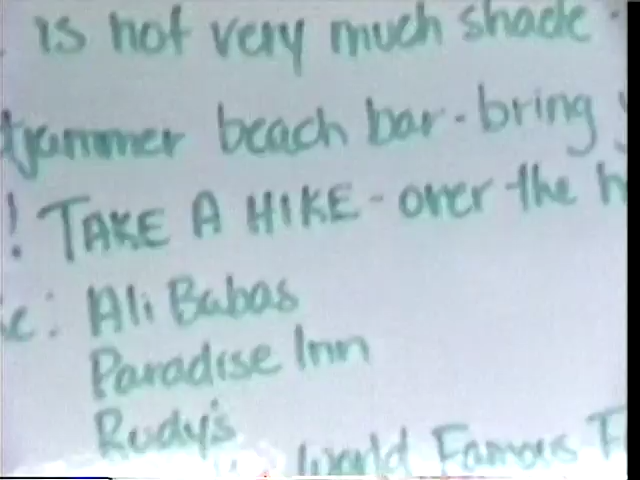 is not very much shade
beach bar - bring
! TAKE A HIKE - over the
: Ali Babas
Paradise Inn
Rudy's
World Famous